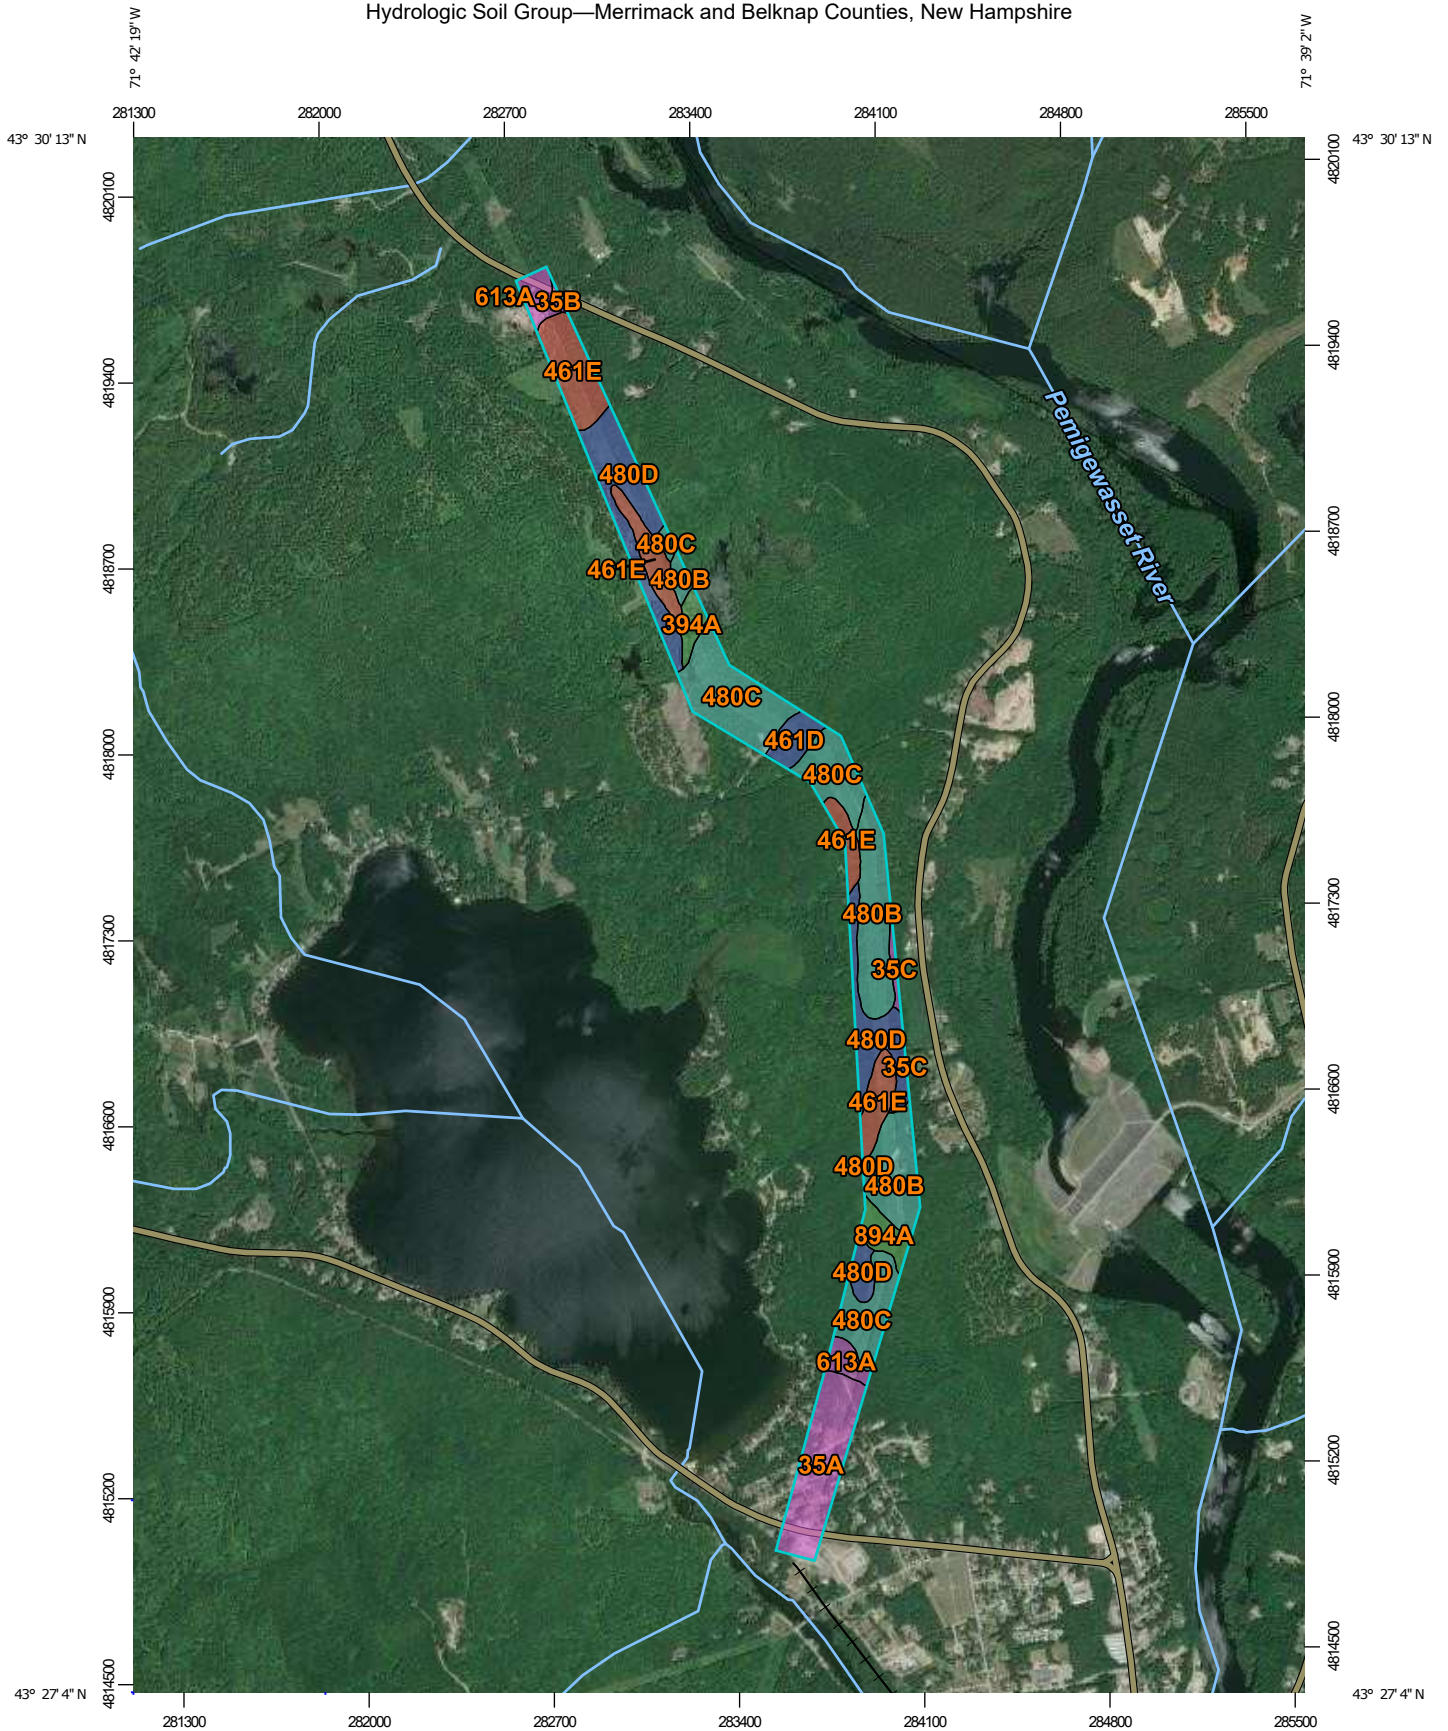 Hydrologic Soil Group—Merrimack and Belknap Counties, New Hampshire
71° 42' 19'' W
71° 39' 2'' W
281300 282000 282700 283400 284100 284800 285500
43° 30' 13'' N
43° 30' 13'' N
4820100
4819400
4818700
4818000
4817300
4816600
4815900
4815200
4814500
4820100
4819400
4818700
4818000
4817300
4816600
4815900
4815200
4814500
613A 35B
461E
480D
480C
461E 480B
394A
480C
461D
480C
461E
480B
35C
480D
35C
461E
480D
480B
894A
480D
480C
613A
35A
Pemigewasset River
43° 27' 4'' N
43° 27' 4'' N
281300 282000 282700 283400 284100 284800 285500